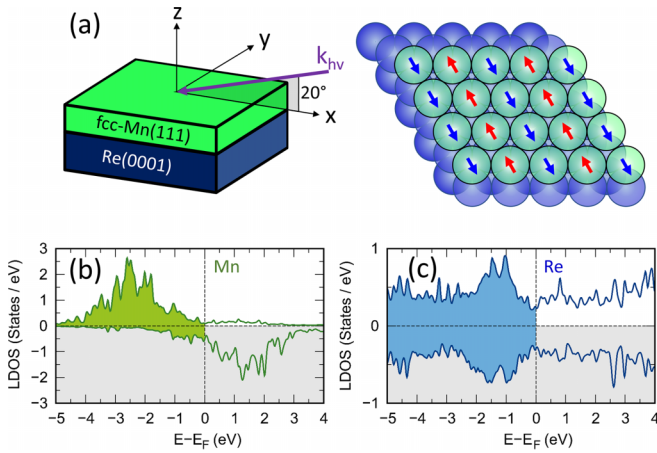 (a)
z
y
k_hν
20°
x
fcc-Mn(111)
Re(0001)
(b)
Mn
LDOS (States / eV)
3
2
1
0
−1
−2
−3
−5 −4 −3 −2 −1 0 1 2 3 4
E−E_F (eV)
(c)
Re
LDOS (States / eV)
1
0
−1
−5 −4 −3 −2 −1 0 1 2 3 4
E−E_F (eV)